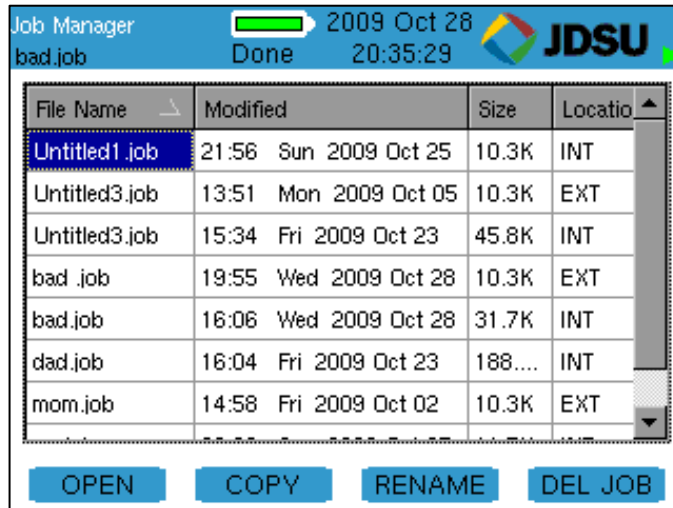 Job Manager 2009 Oct 28
bad.job Done 20:35:29 JDSU
File Name Modified Size Locatio
Untitled1.job 21:56 Sun 2009 Oct 25 10.3K INT
Untitled3.job 13:51 Mon 2009 Oct 05 10.3K EXT
Untitled3.job 15:34 Fri 2009 Oct 23 45.8K INT
bad .job 19:55 Wed 2009 Oct 28 10.3K EXT
bad.job 16:06 Wed 2009 Oct 28 31.7K INT
dad.job 16:04 Fri 2009 Oct 23 188.... INT
mom.job 14:58 Fri 2009 Oct 02 10.3K EXT
OPEN COPY RENAME DEL JOB